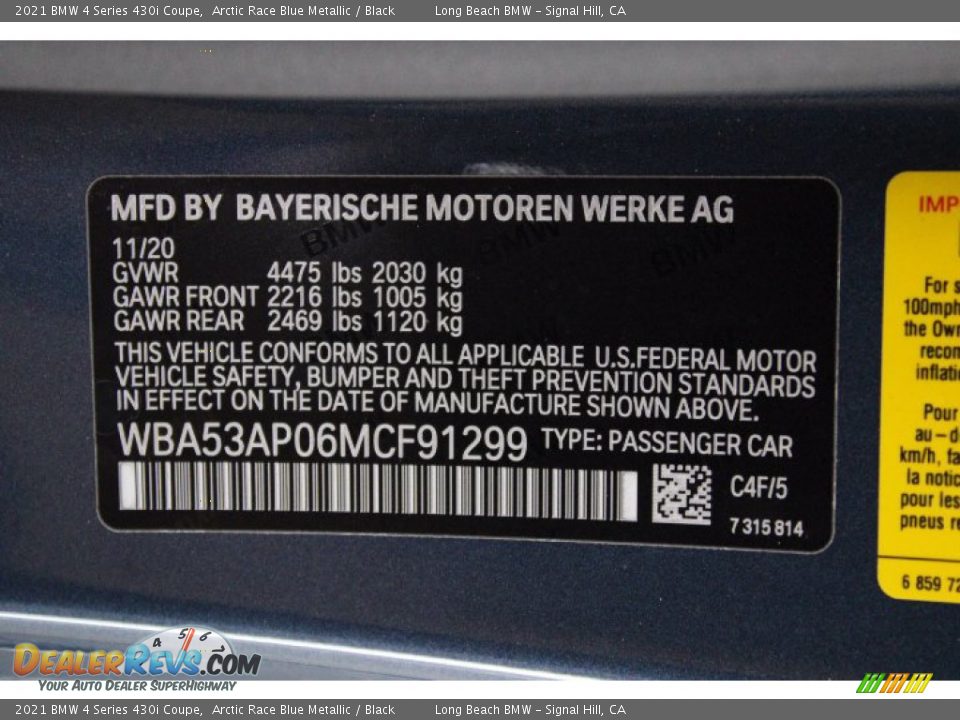 2021 BMW 4 Series 430i Coupe, Arctic Race Blue Metallic / Black Long Beach BMW – Signal Hill, CA
MFD BY BAYERISCHE MOTOREN WERKE AG
11/20
GVWR 4475 lbs 2030 kg
GAWR FRONT 2216 lbs 1005 kg
GAWR REAR 2469 lbs 1120 kg
THIS VEHICLE CONFORMS TO ALL APPLICABLE U.S.FEDERAL MOTOR
VEHICLE SAFETY, BUMPER AND THEFT PREVENTION STANDARDS
IN EFFECT ON THE DATE OF MANUFACTURE SHOWN ABOVE.
WBA53AP06MCF91299 TYPE: PASSENGER CAR
C4F/5
7 315 814
IMP
For s
100mph
the Own
recom
inflatio
Pour
au – d
km/h, fa
la notic
pour les
pneus re
6 859 72
4 5 6
DEALERREVS.COM
YOUR AUTO DEALER SUPERHIGHWAY
2021 BMW 4 Series 430i Coupe, Arctic Race Blue Metallic / Black Long Beach BMW – Signal Hill, CA